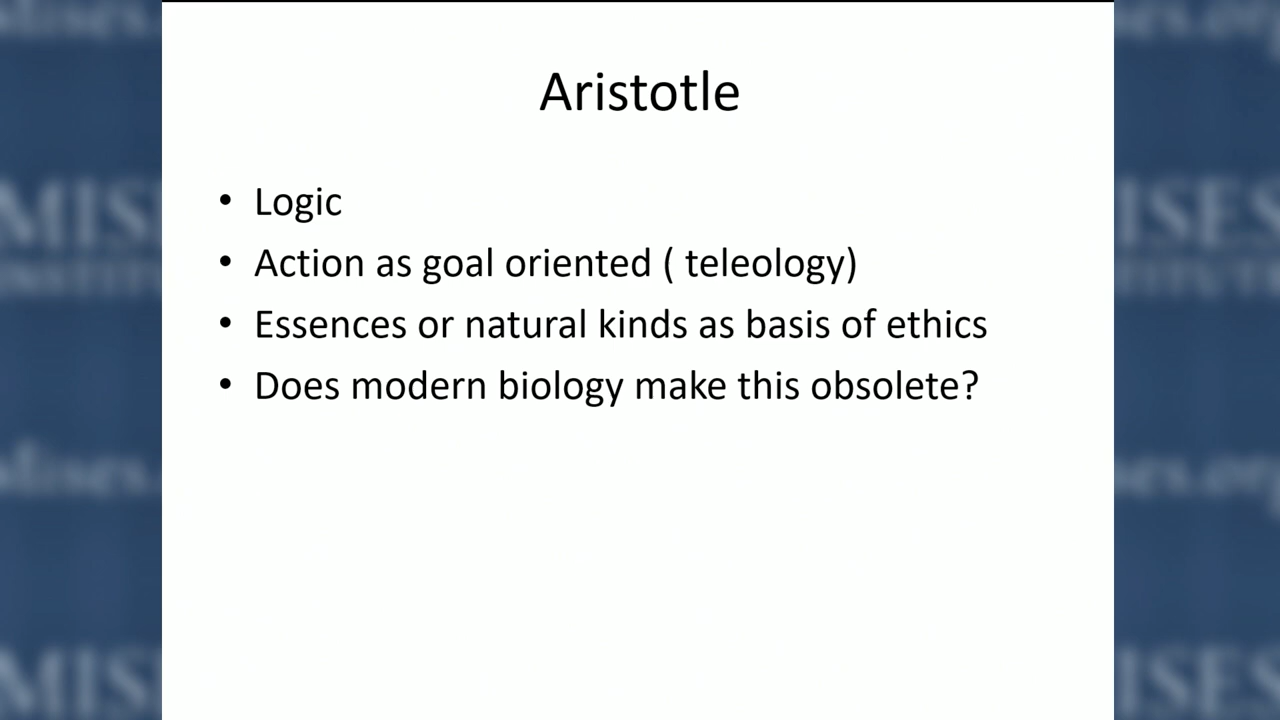 Aristotle
• Logic
• Action as goal oriented ( teleology)
• Essences or natural kinds as basis of ethics
• Does modern biology make this obsolete?